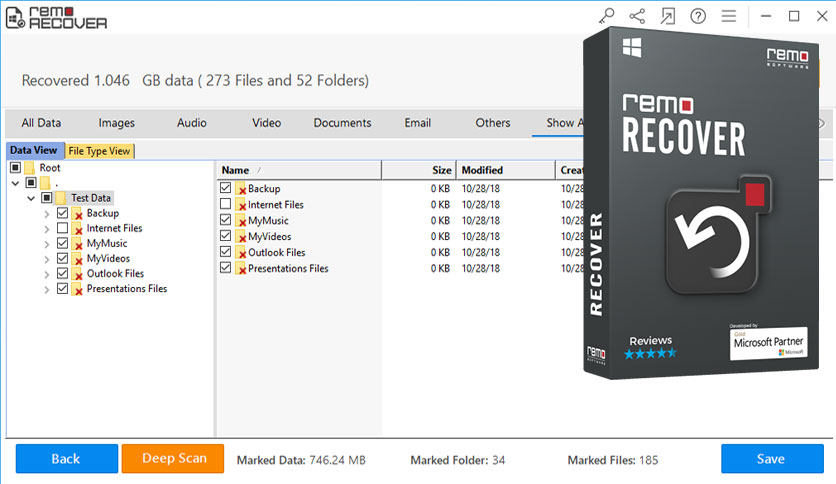 remo
RECOVER
Recovered 1.046 GB data ( 273 Files and 52 Folders)
All Data Images Audio Video Documents Email Others Show A
Data View File Type View
Root
.
Test Data
Backup
Internet Files
MyMusic
MyVideos
Outlook Files
Presentations Files
Name / Size Modified Creat
Backup 0 KB 10/28/18 10/28
Internet Files 0 KB 10/28/18 10/28
MyMusic 0 KB 10/28/18 10/28
MyVideos 0 KB 10/28/18 10/28
Outlook Files 0 KB 10/28/18 10/28
Presentations Files 0 KB 10/28/18 10/28
Back Deep Scan Marked Data: 746.24 MB Marked Folder: 34 Marked Files: 185 Save
remo
SOFTWARE
remo
RECOVER
RECOVER
remo
Reviews
Developed by
Gold
Microsoft Partner
Microsoft